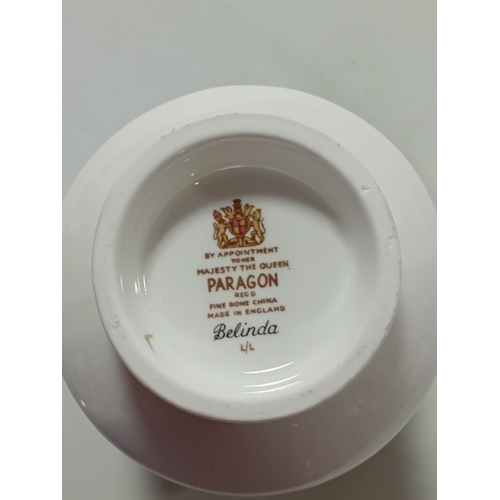 BY APPOINTMENT
TO HER
MAJESTY THE QUEEN
PARAGON
REG'D
FINE BONE CHINA
MADE IN ENGLAND
Belinda
L/L